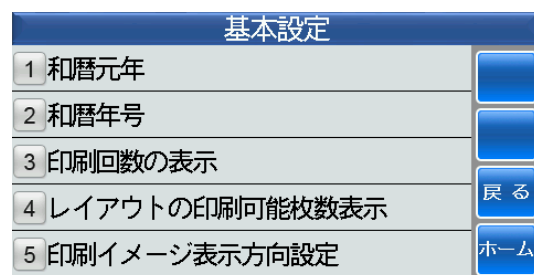 基本設定
1 和暦元年
2 和暦年号
3 印刷回数の表示
4 レイアウトの印刷可能枚数表示
5 印刷イメージ表示方向設定
戻る
ホーム